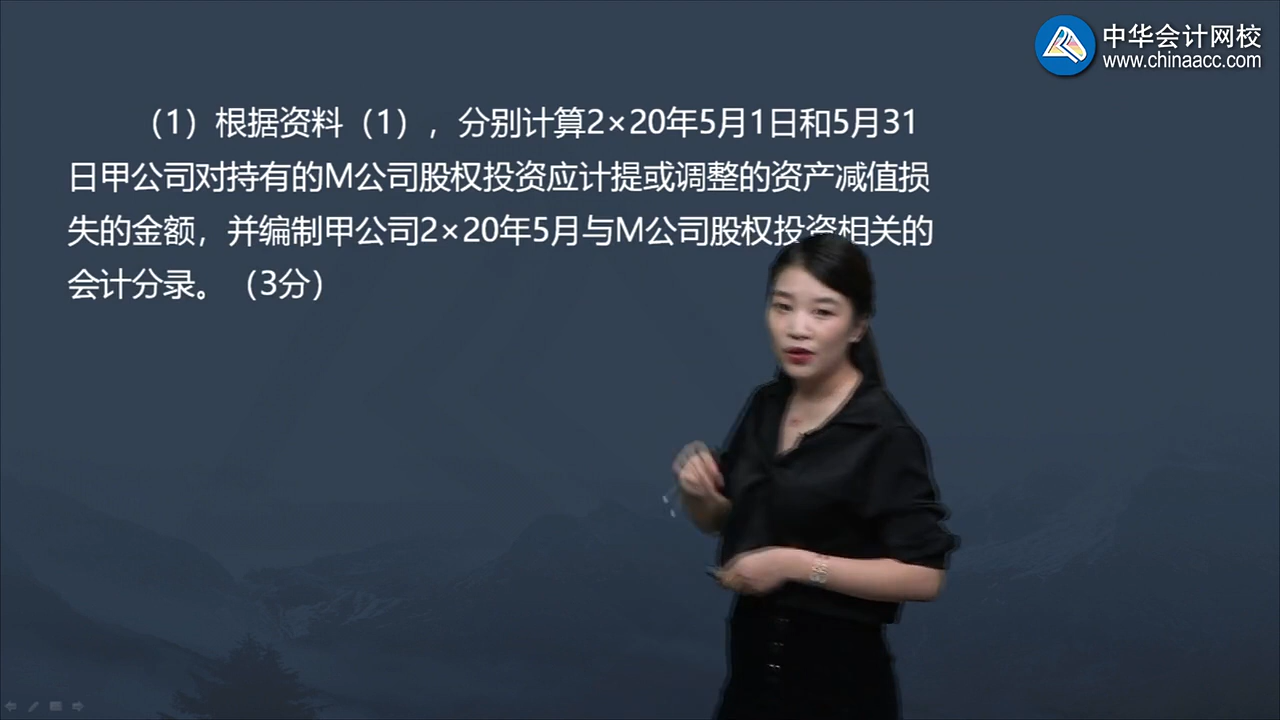 中华会计网校
www.chinaacc.com
（1）根据资料（1），分别计算2×20年5月1日和5月31
日甲公司对持有的M公司股权投资应计提或调整的资产减值损
失的金额，并编制甲公司2×20年5月与M公司股权投资相关的
会计分录。（3分）